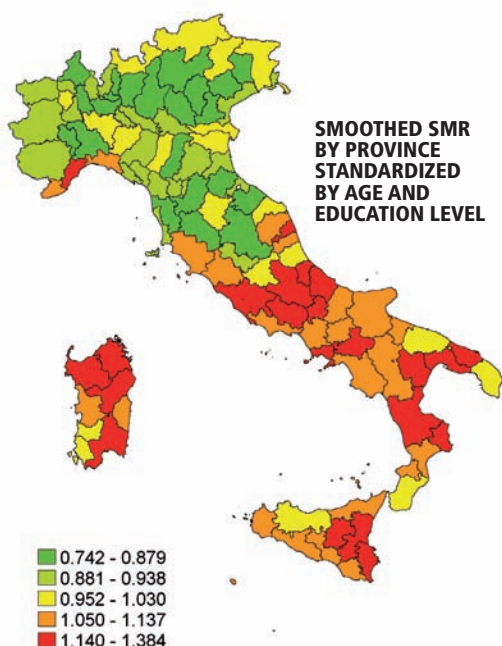 SMOOTHED SMR
BY PROVINCE
STANDARDIZED
BY AGE AND
EDUCATION LEVEL
0.742 - 0.879
0.881 - 0.938
0.952 - 1.030
1.050 - 1.137
1.140 - 1.384